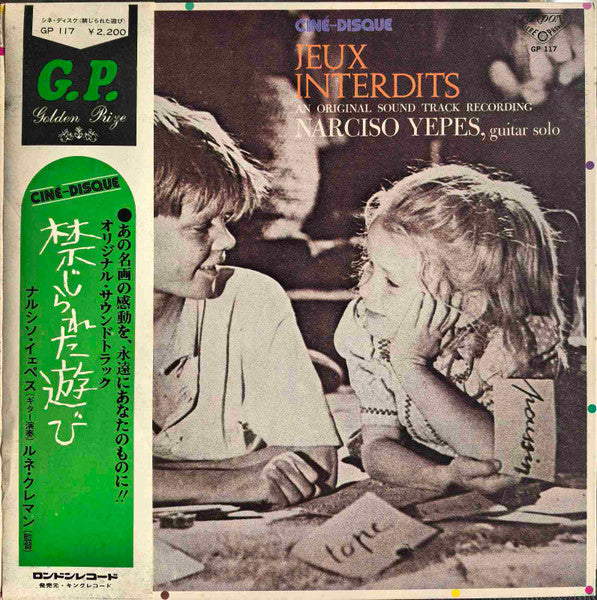 シネ・ディスク〈禁じられた遊び〉
GP 117 ￥2,200
G.P.
Golden Prize
CINÉ-DISQUE
禁じられた遊び
●あの名画の感動を、永遠にあなたのものに!!
オリジナル・サウンドトラック
ナルシソ・イェペス[ギター演奏]ルネ・クレマン[監督]
ロンドンレコード
発売元・キングレコード
CINÉ-DISQUE
JEUX
INTERDITS
AN ORIGINAL SOUND TRACK RECORDING
NARCISO YEPES, guitar solo
GP 117
poussin